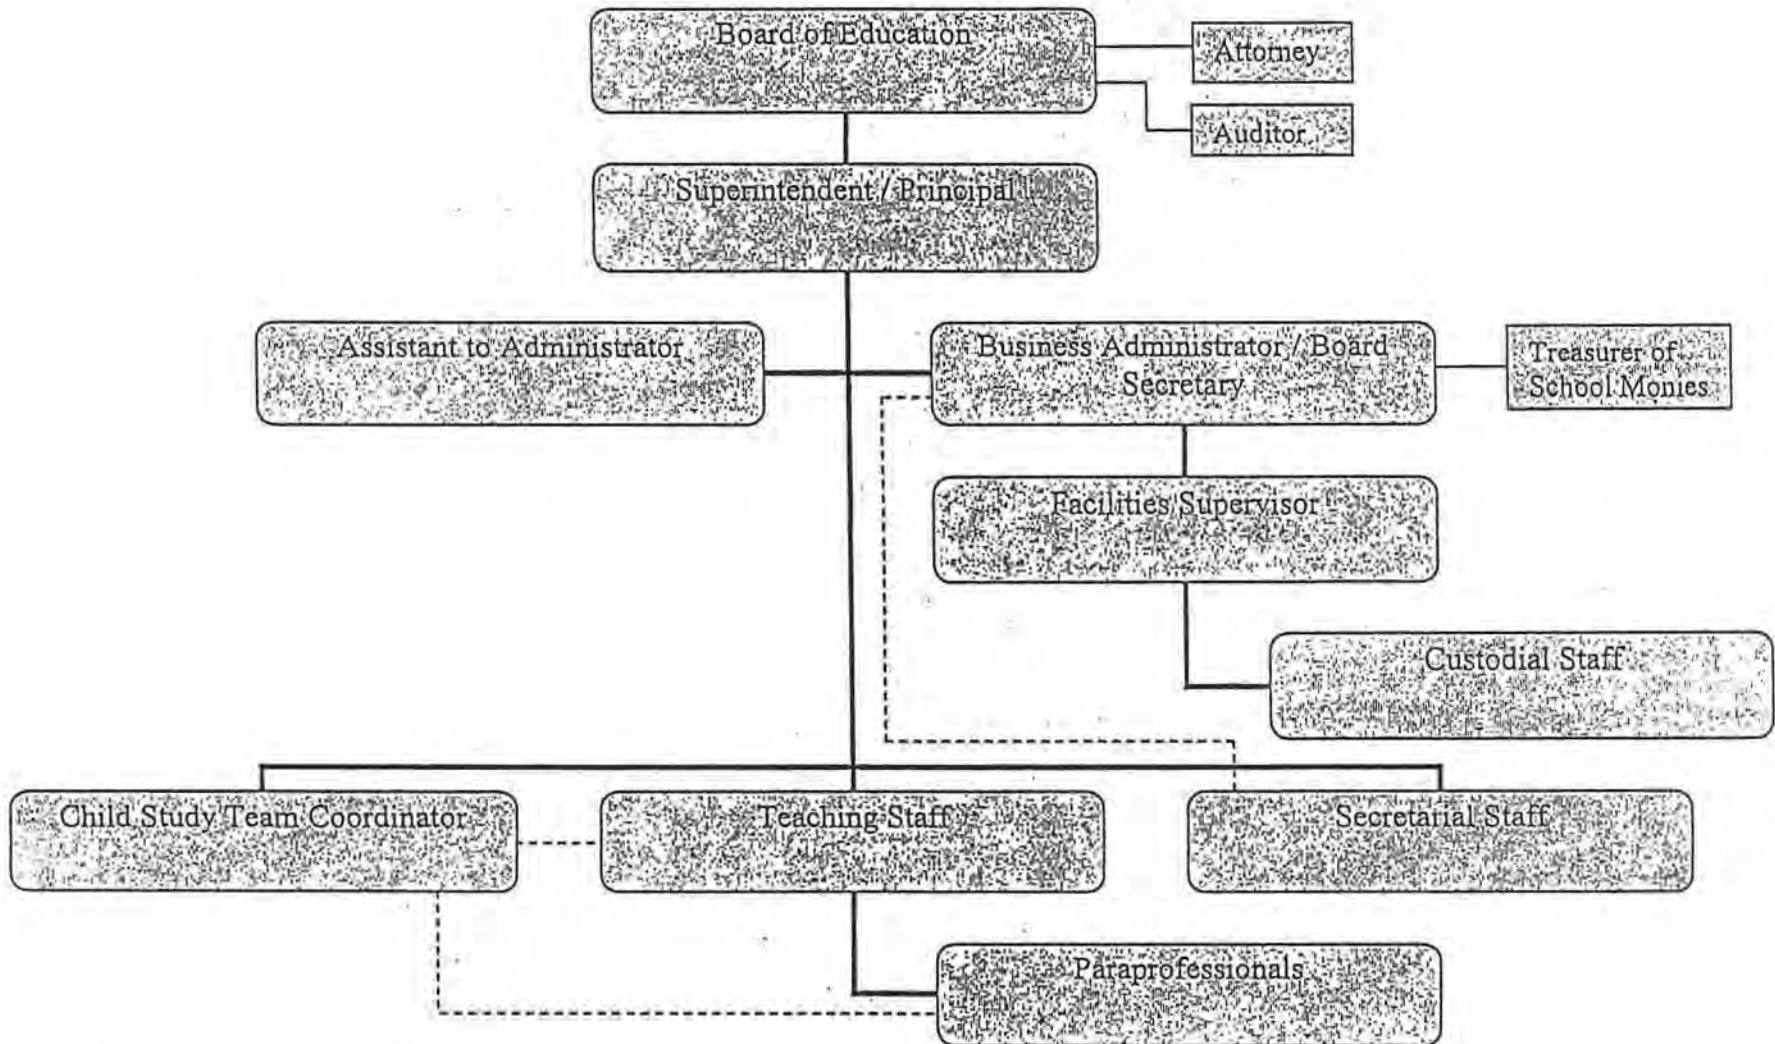 Board of Education
Attorney
Auditor
Superintendent / Principal
Assistant to Administrator
Business Administrator / Board
Secretary
Treasurer of
School Monies
Facilities Supervisor
Custodial Staff
Child Study Team Coordinator
Teaching Staff
Secretarial Staff
Paraprofessionals